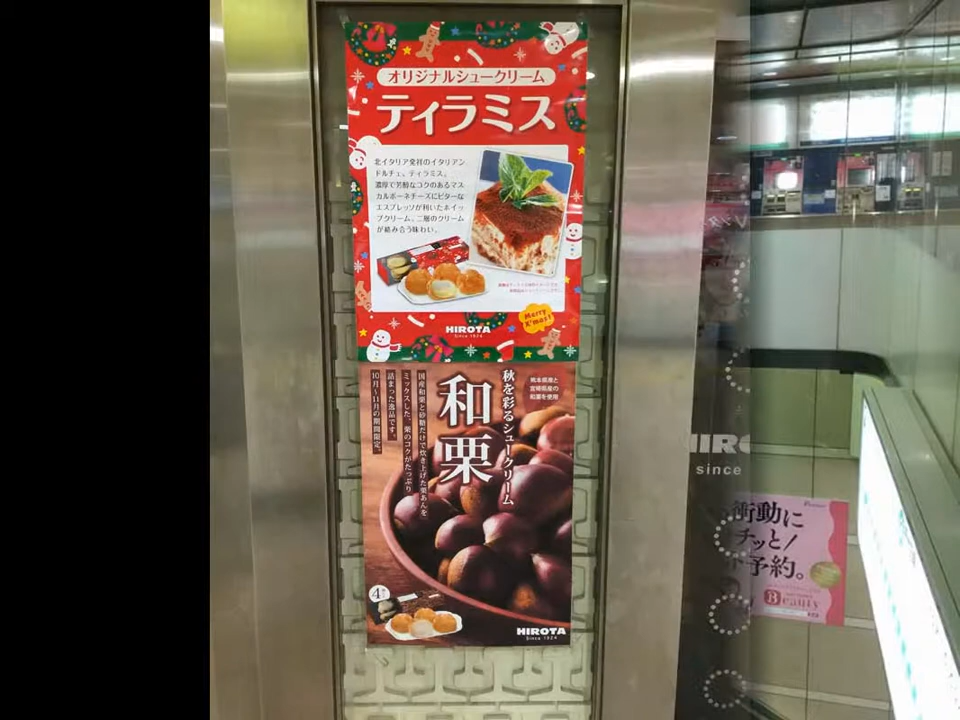 オリジナルシュークリーム
ティラミス
北イタリア発祥のイタリアン
ドルチェ、ティラミス。
濃厚で芳醇なコクのあるマス
カルポーネチーズにビターな
エスプレッソが利いたホイッ
プクリーム。二層のクリーム
が絡み合う味わい。
Merry
X'mas!
HIROTA
Since 1924
熊本県産と
宮崎県産の
和栗を使用
秋を彩るシュークリーム
和栗
国産和栗と砂糖だけで炊き上げた栗あんを
ミックスした、栗のコクがたっぷり
詰まった逸品です。
10月〜11月の期間限定。
4
HIROTA
Since 1924
HIRO
since
衝動に
チッと!
予約。
Beauty